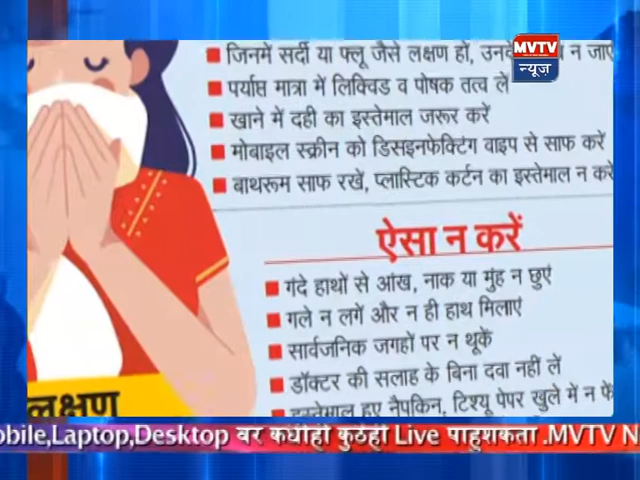 जिनमें सर्दी या फ्लू जैसे लक्षण हों, न जाएं
MVTV
न्यूज
पर्याप्त मात्रा में लिक्विड व पोषक तत्व लें
खाने में दही का इस्तेमाल जरूर करें
मोबाइल स्क्रीन को डिसइनफेक्टिंग वाइप से साफ करें
बाथरूम साफ रखें, प्लास्टिक कर्टन का इस्तेमाल न करें
ऐसा न करें
गंदे हाथों से आंख, नाक या मुंह न छुएं
गले न लगें और न ही हाथ मिलाएं
सार्वजनिक जगहों पर न थूकें
डॉक्टर की सलाह के बिना दवा नहीं लें
इस्तेमाल हुए नैपकिन, टिश्यू पेपर खुले में न
लक्षण
obile,Laptop,Desktop वर कधीही कुठेही Live पाहुशकता .MVTV N